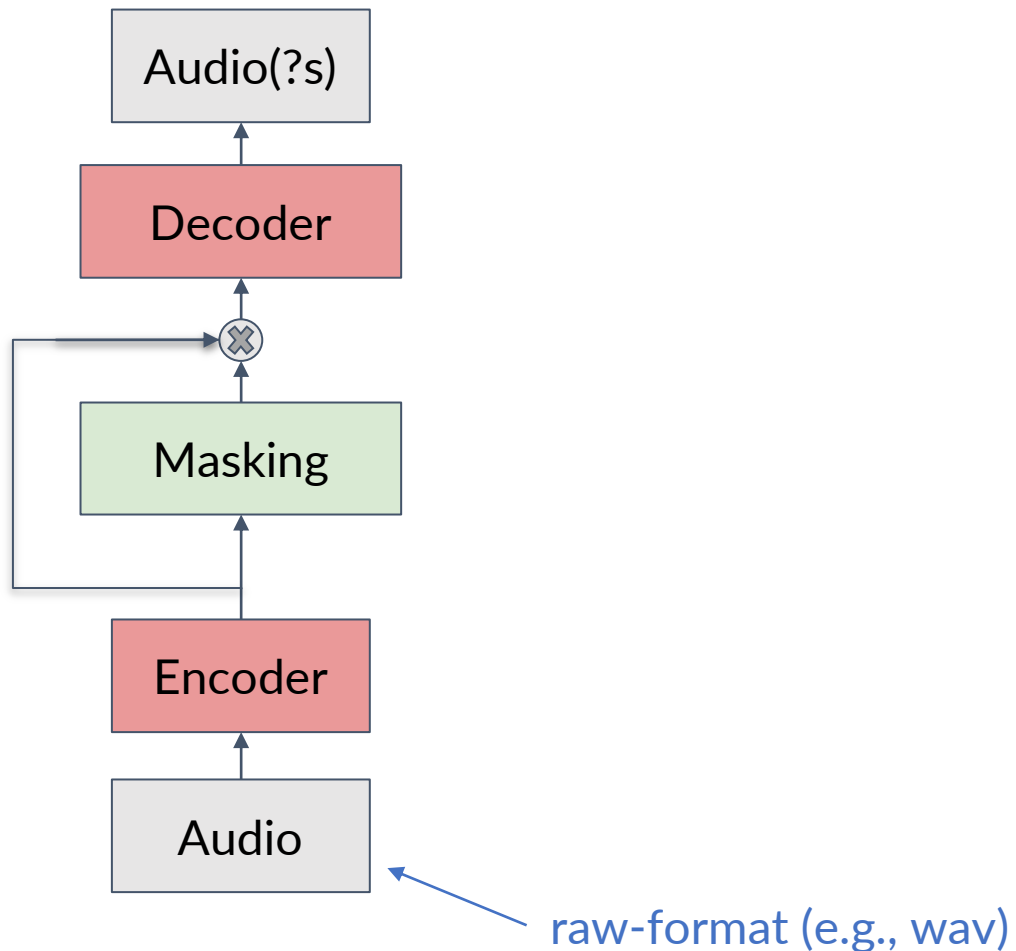 Audio(?s)
Decoder
Masking
Encoder
Audio
raw-format (e.g., wav)